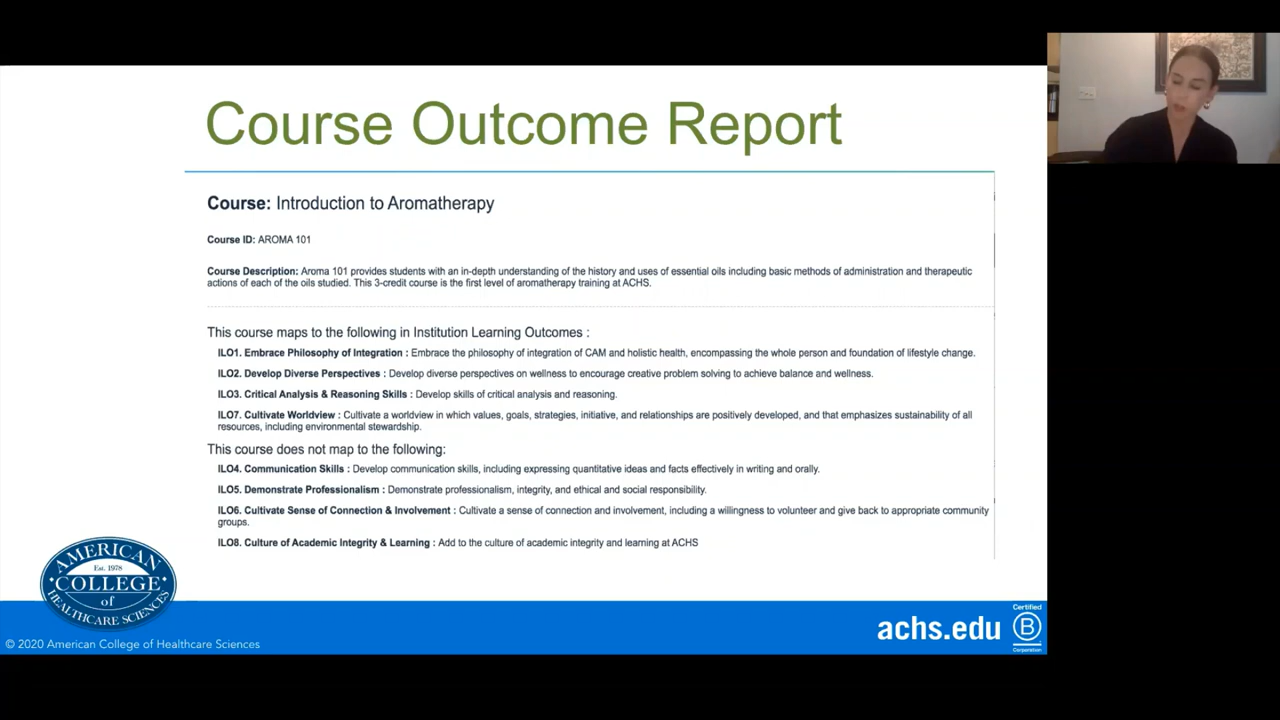 Course Outcome Report
Course: Introduction to Aromatherapy
Course ID: AROMA 101
Course Description: Aroma 101 provides students with an in-depth understanding of the history and uses of essential oils including basic methods of administration and therapeutic
actions of each of the oils studied. This 3-credit course is the first level of aromatherapy training at ACHS.
This course maps to the following in Institution Learning Outcomes :
ILO1. Embrace Philosophy of Integration : Embrace the philosophy of integration of CAM and holistic health, encompassing the whole person and foundation of lifestyle change.
ILO2. Develop Diverse Perspectives : Develop diverse perspectives on wellness to encourage creative problem solving to achieve balance and wellness.
ILO3. Critical Analysis & Reasoning Skills : Develop skills of critical analysis and reasoning.
ILO7. Cultivate Worldview : Cultivate a worldview in which values, goals, strategies, initiative, and relationships are positively developed, and that emphasizes sustainability of all
resources, including environmental stewardship.
This course does not map to the following:
ILO4. Communication Skills : Develop communication skills, including expressing quantitative ideas and facts effectively in writing and orally.
ILO5. Demonstrate Professionalism : Demonstrate professionalism, integrity, and ethical and social responsibility.
ILO6. Cultivate Sense of Connection & Involvement : Cultivate a sense of connection and involvement, including a willingness to volunteer and give back to appropriate community
groups.
ILO8. Culture of Academic Integrity & Learning : Add to the culture of academic integrity and learning at ACHS
AMERICAN
Est. 1978
COLLEGE
of
HEALTHCARE SCIENCES
© 2020 American College of Healthcare Sciences
achs.edu
Certified
B
Corporation